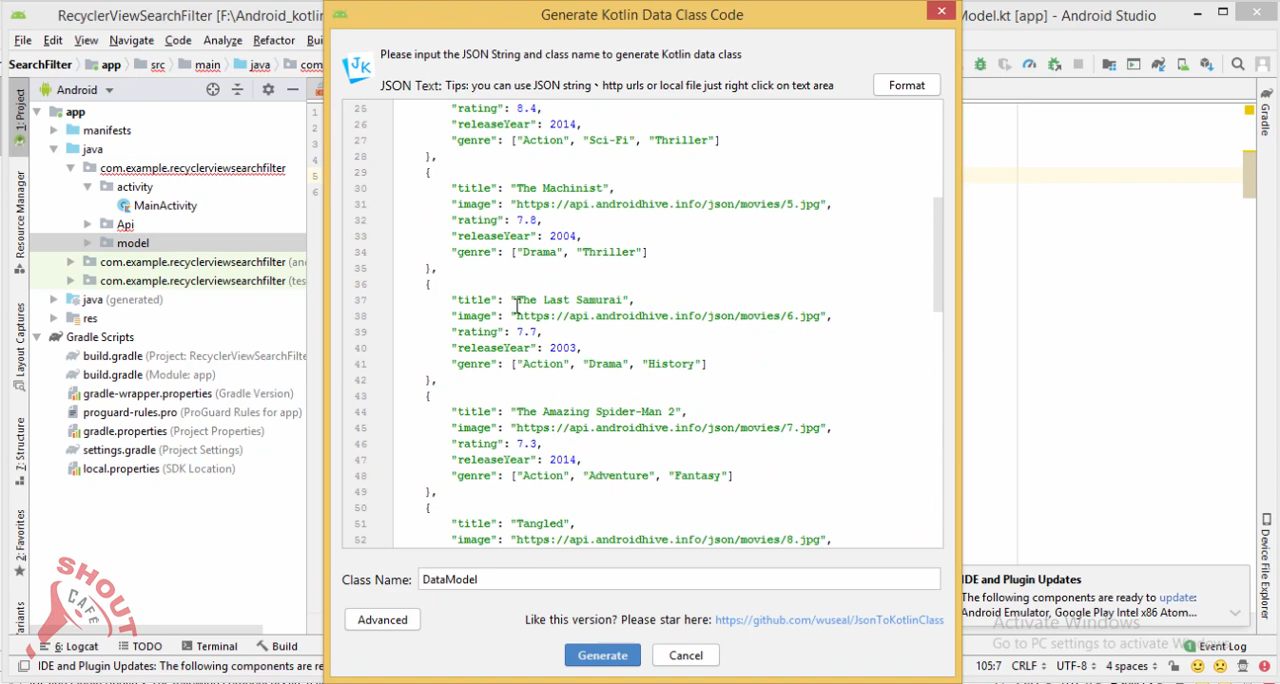 RecyclerViewSearchFilter [F:\Android_kotlin
Generate Kotlin Data Class Code
Model.kt [app] - Android Studio
File Edit View Navigate Code Analyze Refactor
SearchFilter app src main java com
Please input the JSON String and class name to generate Kotlin data class
JSON Text: Tips: you can use JSON string、http urls or local file just right click on text area
Format
1: Project
Resource Manager
Layout Captures
Z: Structure
2: Favorites
Android
app
manifests
java
com.example.recyclerviewsearchfilter
activity
MainActivity
Api
model
com.example.recyclerviewsearchfilter (an
com.example.recyclerviewsearchfilter (tes
java (generated)
res
Gradle Scripts
build.gradle (Project: RecyclerViewSearchFilte
build.gradle (Module: app)
gradle-wrapper.properties (Gradle Version)
proguard-rules.pro (ProGuard Rules for app)
gradle.properties (Project Properties)
settings.gradle (Project Settings)
local.properties (SDK Location)
1
2
3
4
5
6
25 "rating": 8.4,
26 "releaseYear": 2014,
27 "genre": ["Action", "Sci-Fi", "Thriller"]
28 },
29 {
30 "title": "The Machinist",
31 "image": "https://api.androidhive.info/json/movies/5.jpg",
32 "rating": 7.8,
33 "releaseYear": 2004,
34 "genre": ["Drama", "Thriller"]
35 },
36 {
37 "title": "The Last Samurai",
38 "image": "https://api.androidhive.info/json/movies/6.jpg",
39 "rating": 7.7,
40 "releaseYear": 2003,
41 "genre": ["Action", "Drama", "History"]
42 },
43 {
44 "title": "The Amazing Spider-Man 2",
45 "image": "https://api.androidhive.info/json/movies/7.jpg",
46 "rating": 7.3,
47 "releaseYear": 2014,
48 "genre": ["Action", "Adventure", "Fantasy"]
49 },
50 {
51 "title": "Tangled",
52 "image": "https://api.androidhive.info/json/movies/8.jpg",
Class Name: DataModel
Advanced
Like this version? Please star here: https://github.com/wuseal/JsonToKotlinClass
Generate Cancel
Gradle
Device File Explorer
IDE and Plugin Updates
The following components are ready to update:
Android Emulator, Google Play Intel x86 Atom...
Activate Windows
Go to PC settings to activate
SHOUT
CAFE
6: Logcat TODO Terminal Build
Event Log
IDE and Plugin Updates: The following components are re
105:7 CRLF UTF-8 4 spaces